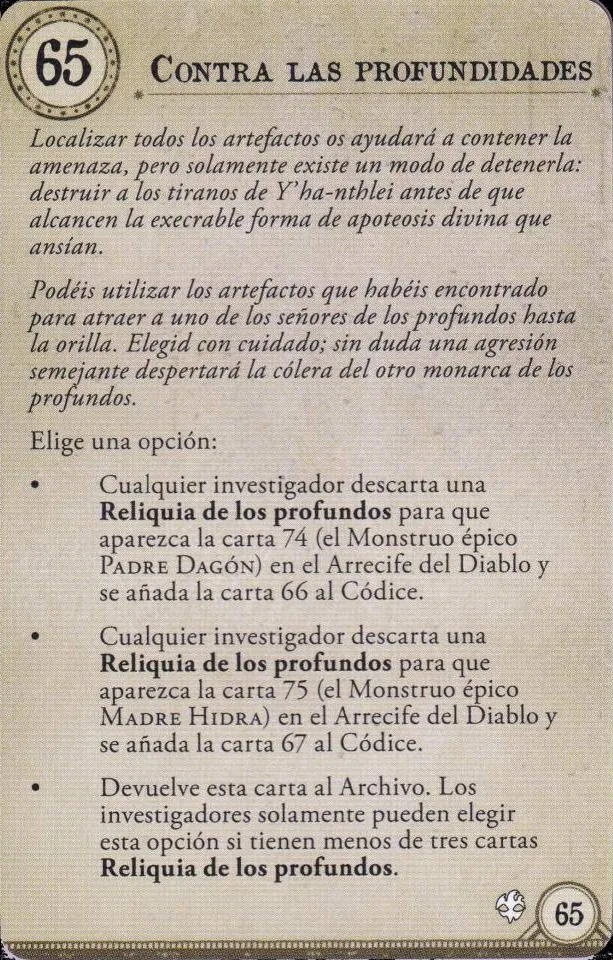 65
Contra las profundidades
Localizar todos los artefactos os ayudará a contener la
amenaza, pero solamente existe un modo de detenerla:
destruir a los tiranos de Y'ha-nthlei antes de que
alcancen la execrable forma de apoteosis divina que
ansían.
Podéis utilizar los artefactos que habéis encontrado
para atraer a uno de los señores de los profundos hasta
la orilla. Elegid con cuidado; sin duda una agresión
semejante despertará la cólera del otro monarca de los
profundos.
Elige una opción:
• Cualquier investigador descarta una
Reliquia de los profundos para que
aparezca la carta 74 (el Monstruo épico
Padre Dagón) en el Arrecife del Diablo y
se añada la carta 66 al Códice.
• Cualquier investigador descarta una
Reliquia de los profundos para que
aparezca la carta 75 (el Monstruo épico
Madre Hidra) en el Arrecife del Diablo y
se añada la carta 67 al Códice.
• Devuelve esta carta al Archivo. Los
investigadores solamente pueden elegir
esta opción si tienen menos de tres cartas
Reliquia de los profundos.
65